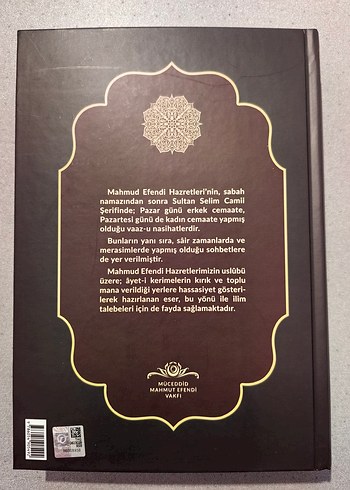 Mahmud Efendi Hazretleri'nin, sabah
namazından sonra Sultan Selim Camii
Şerifinde; Pazar günü erkek cemaate,
Pazartesi günü de kadın cemaate yapmış
olduğu vaaz-u nasihatlerdir.
Bunların yanı sıra, sâir zamanlarda ve
merasimlerde yapmış olduğu sohbetlere
de yer verilmiştir.
Mahmud Efendi Hazretlerimizin uslûbü
üzere; âyet-i kerimelerin kırık ve toplu
mana verildiği yerlere hassasiyet gösteri-
lerek hazırlanan eser, bu yönü ile ilim
talebeleri için de fayda sağlamaktadır.
MÜCEDDİD
MAHMUT EFENDİ
VAKFI